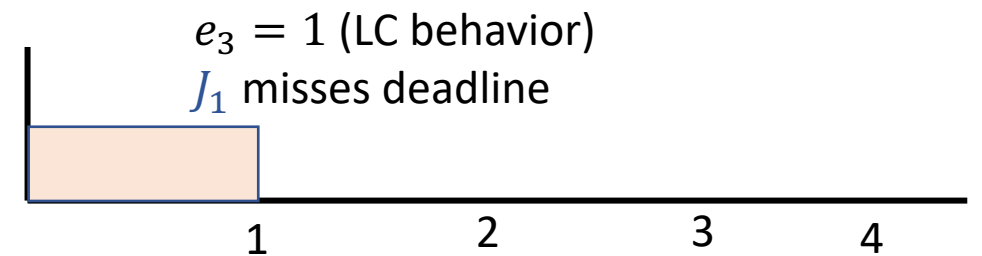 e₃ = 1 (LC behavior)
J₁ misses deadline
1 2 3 4